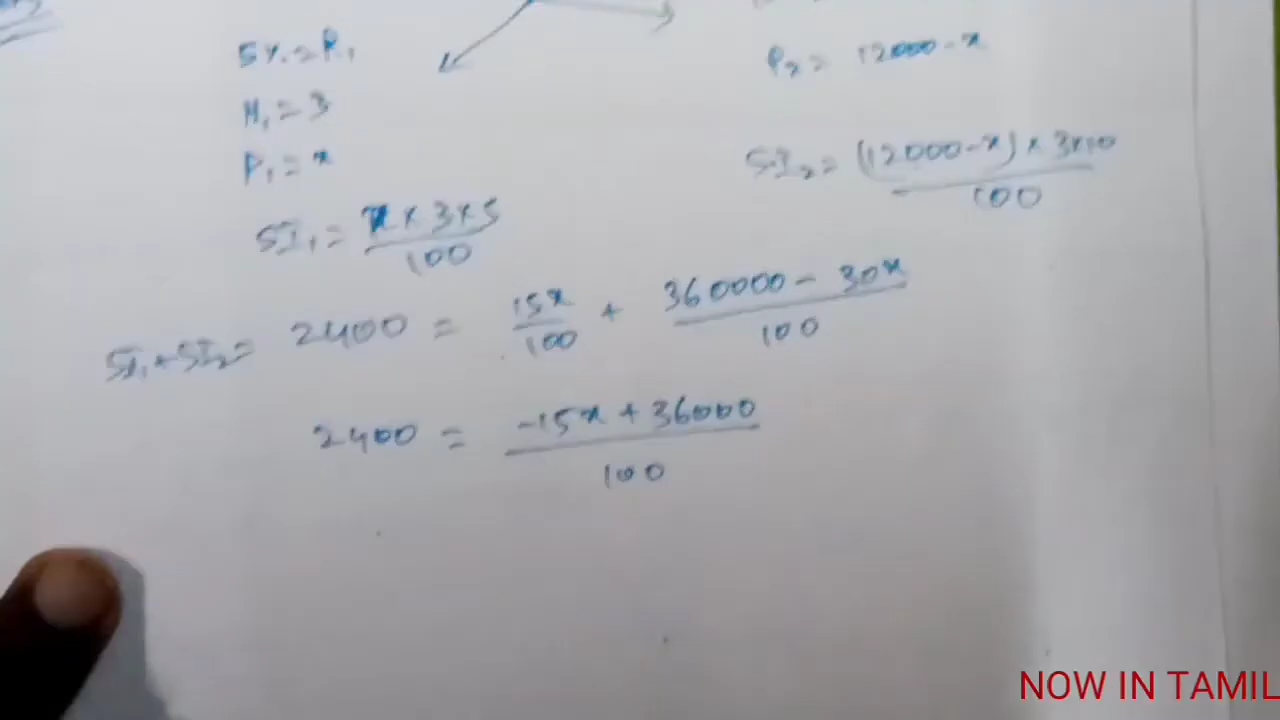 5% = R₁
N₁ = 3
P₁ = x
SI₁ = x × 3 × 5 / 100
P₂ = 12000 - x
SI₂ = (12000 - x) × 3 × 10 / 100
SI₁ + SI₂ = 2400 = 15x / 100 + 360000 - 30x / 100
2400 = -15x + 36000 / 100
NOW IN TAMIL